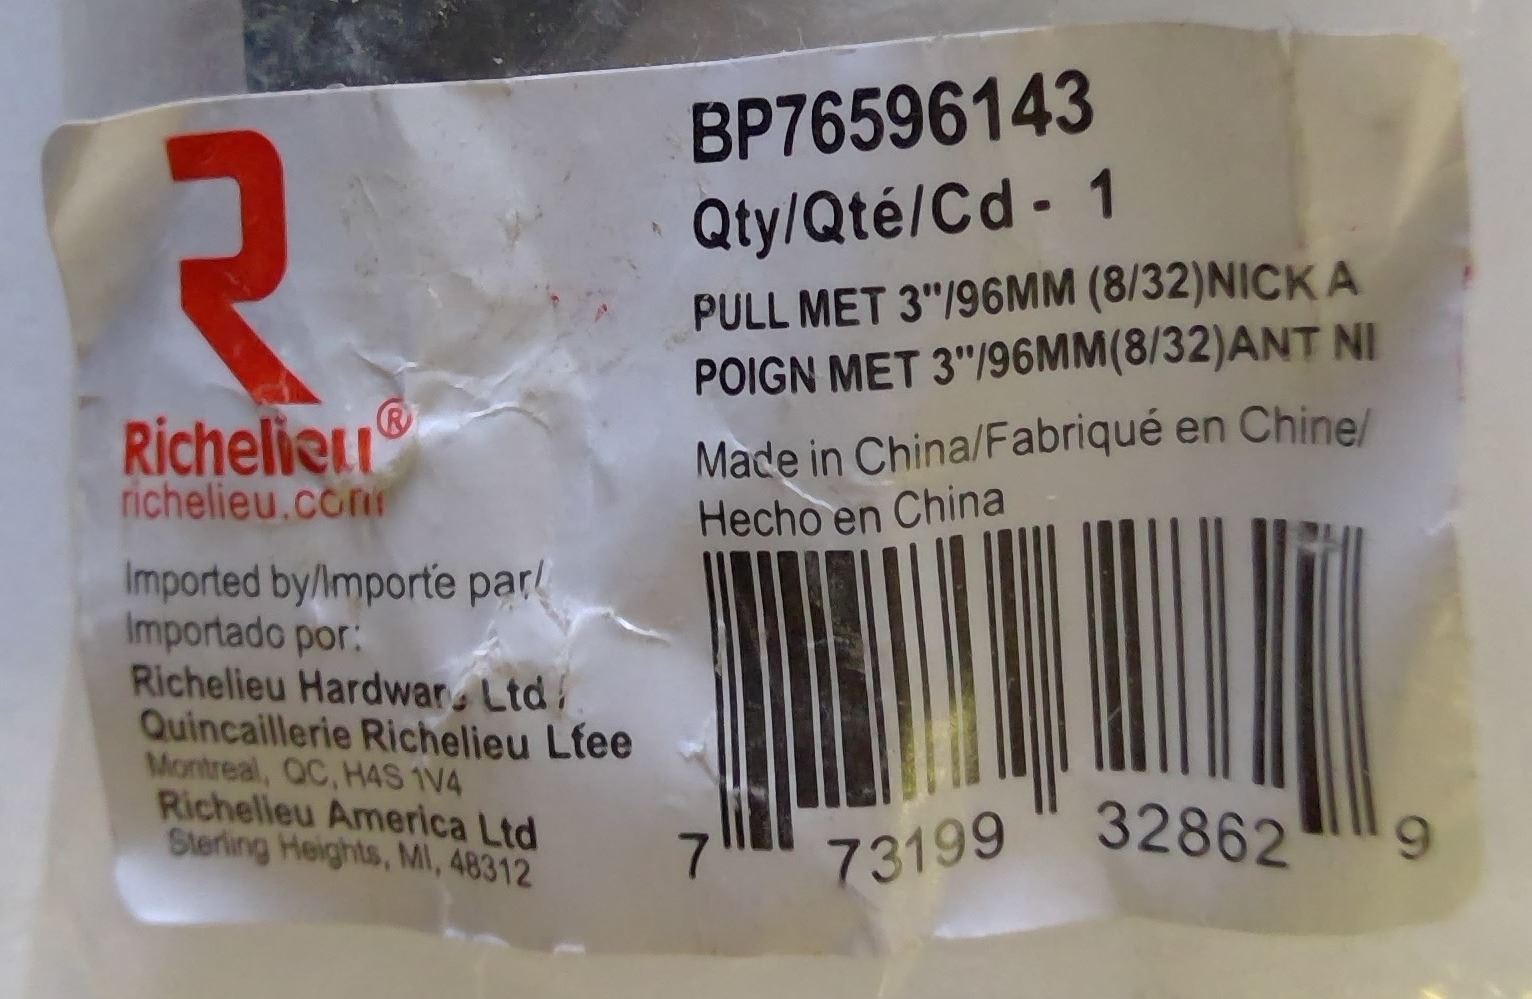 BP76596143
Qty/Qté/Cd - 1
PULL MET 3"/96MM (8/32)NICK A
POIGN MET 3"/96MM(8/32)ANT NI
Made in China/Fabriqué en Chine/
Hecho en China
7 73199 32862 9
R
Richelieu®
richelieu.com
Imported by/Importé par/
Importado por:
Richelieu Hardware Ltd /
Quincaillerie Richelieu Ltée
Montreal, QC, H4S 1V4
Richelieu America Ltd
Sterling Heights, MI, 48312